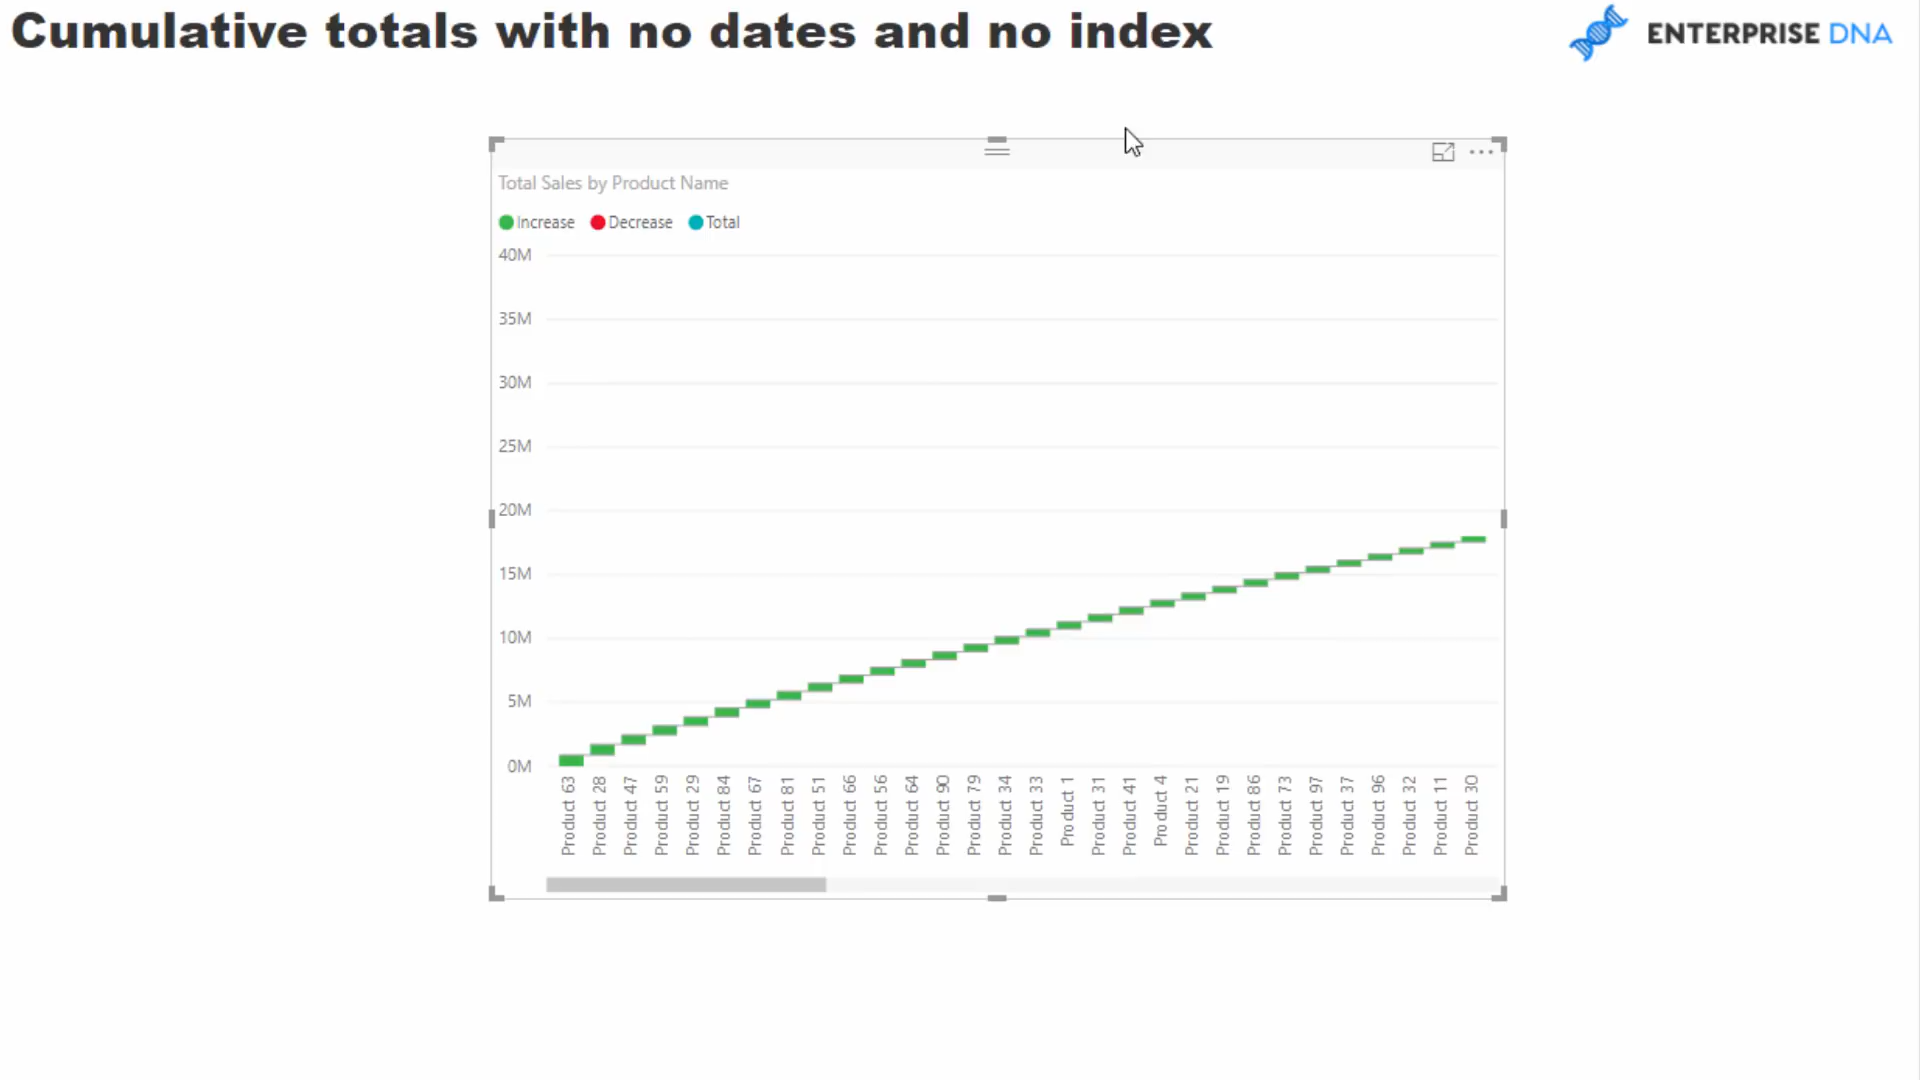 Cumulative totals with no dates and no index
ENTERPRISE DNA
Total Sales by Product Name
Increase Decrease Total
40M
35M
30M
25M
20M
15M
10M
5M
0M
Product 63
Product 28
Product 47
Product 59
Product 29
Product 84
Product 67
Product 81
Product 51
Product 66
Product 56
Product 64
Product 90
Product 79
Product 34
Product 33
Product 1
Product 31
Product 41
Product 4
Product 21
Product 19
Product 86
Product 73
Product 97
Product 37
Product 96
Product 32
Product 11
Product 30